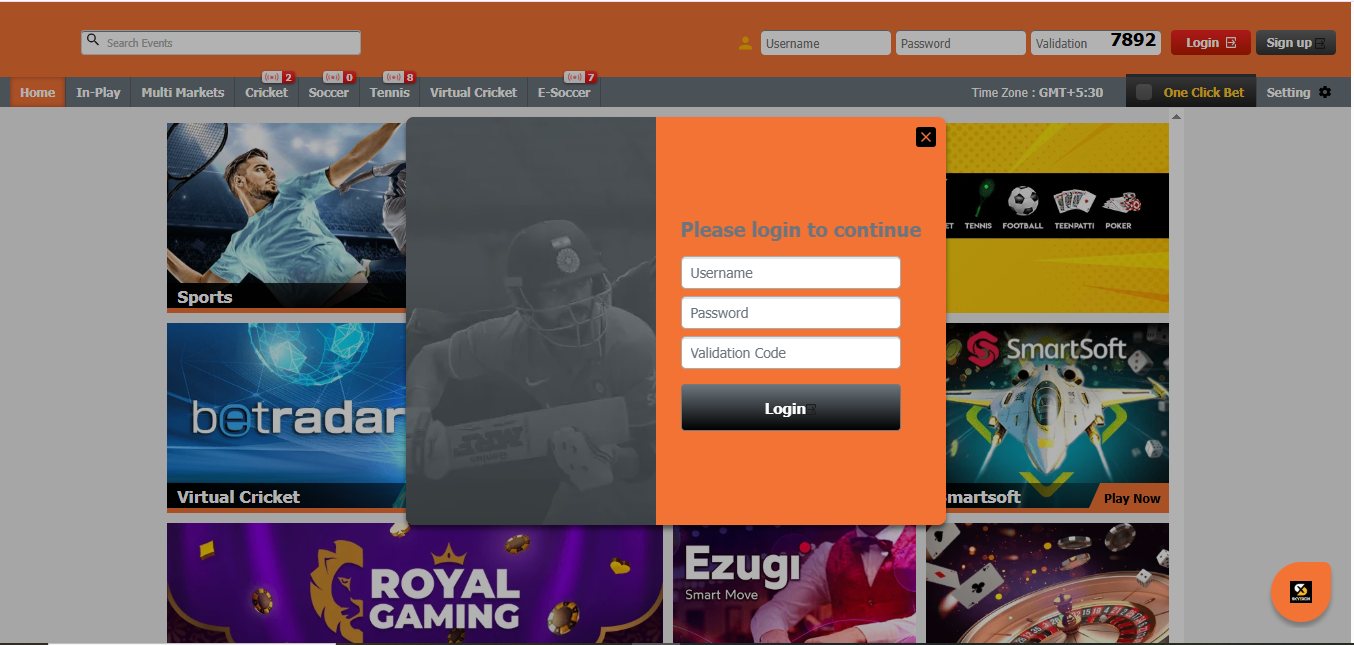 Search Events
Username
Password
Validation 7892
Login
Sign up
2 0 8 7
Home In-Play Multi Markets Cricket Soccer Tennis Virtual Cricket E-Soccer
Time Zone : GMT+5:30
One Click Bet
Setting
Please login to continue
Username
Password
Validation Code
Login
Sports
ET TENNIS FOOTBALL TEENPATTI POKER
betradar
Virtual Cricket
SmartSoft
martsoft
Play Now
ROYAL
GAMING
Ezugi
Smart Move